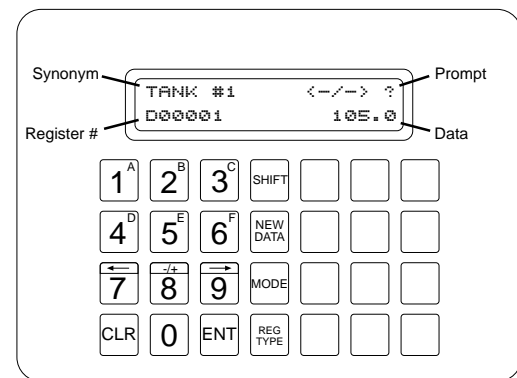 Synonym
Prompt
TANK #1 <-/-> ?
D00001 105.0
Register #
Data
1 A 2 B 3 C SHIFT
4 D 5 E 6 F NEW DATA
7 ← 8 -/+ 9 → MODE
CLR 0 ENT REG TYPE